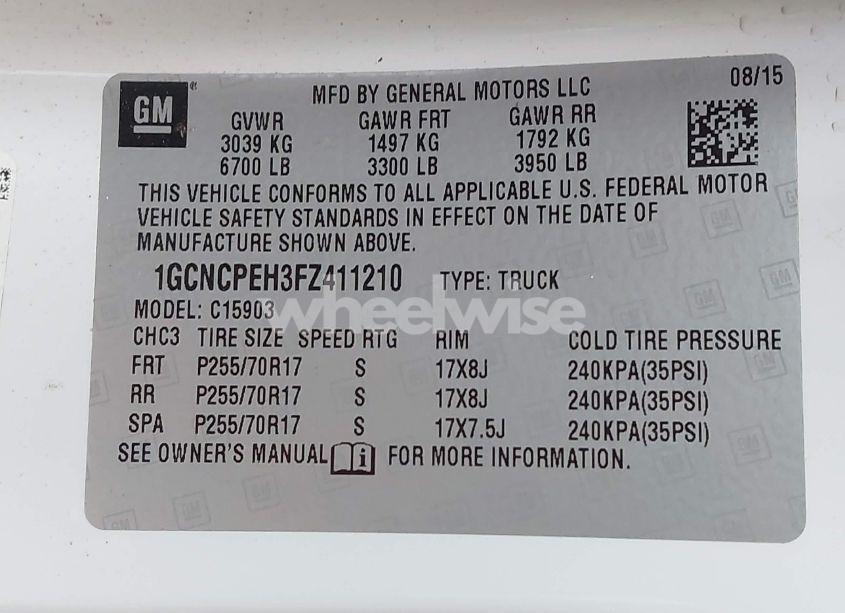 GM
MFD BY GENERAL MOTORS LLC
08/15
GVWR GAWR FRT GAWR RR
3039 KG 1497 KG 1792 KG
6700 LB 3300 LB 3950 LB
THIS VEHICLE CONFORMS TO ALL APPLICABLE U.S. FEDERAL MOTOR
VEHICLE SAFETY STANDARDS IN EFFECT ON THE DATE OF
MANUFACTURE SHOWN ABOVE.
1GCNCPEH3FZ411210 TYPE: TRUCK
MODEL: C15903
wheelwise
CHC3 TIRE SIZE SPEED RTG RIM COLD TIRE PRESSURE
FRT P255/70R17 S 17X8J 240KPA(35PSI)
RR P255/70R17 S 17X8J 240KPA(35PSI)
SPA P255/70R17 S 17X7.5J 240KPA(35PSI)
SEE OWNER'S MANUAL i FOR MORE INFORMATION.